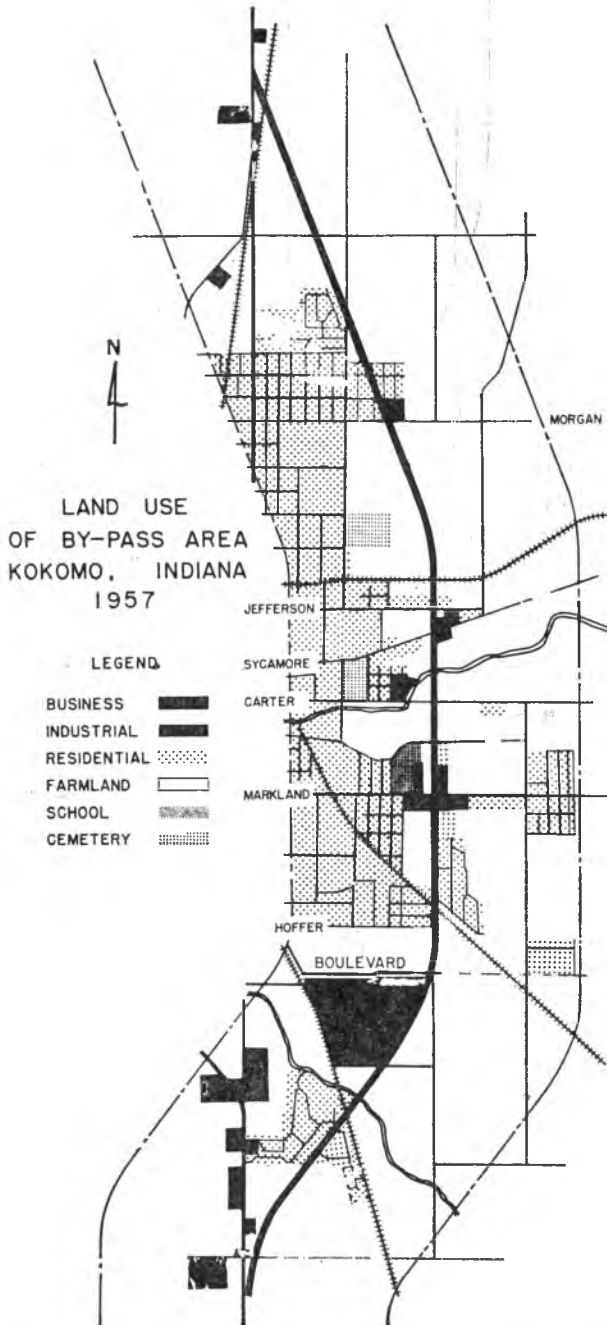 MORGAN
N
LAND USE
OF BY-PASS AREA
KOKOMO, INDIANA
1957
JEFFERSON
SYCAMORE
CARTER
LEGEND
BUSINESS
INDUSTRIAL
RESIDENTIAL
FARMLAND
SCHOOL
CEMETERY
MARKLAND
HOFFER
BOULEVARD